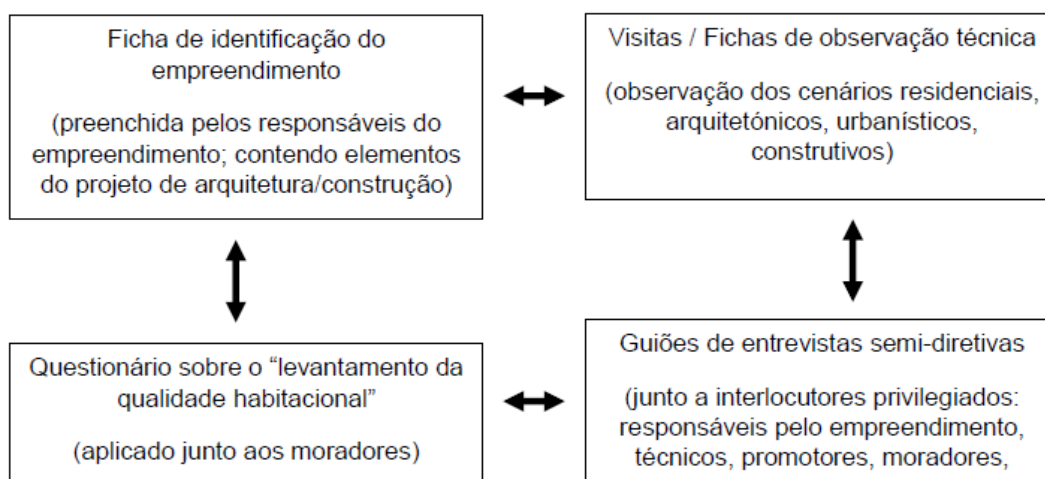 Ficha de identificação do
empreendimento
(preenchida pelos responsáveis do
empreendimento; contendo elementos
do projeto de arquitetura/construção)
Visitas / Fichas de observação técnica
(observação dos cenários residenciais,
arquitetónicos, urbanísticos,
construtivos)
Questionário sobre o “levantamento da
qualidade habitacional”
(aplicado junto aos moradores)
Guiões de entrevistas semi-diretivas
(junto a interlocutores privilegiados:
responsáveis pelo empreendimento,
técnicos, promotores, moradores,